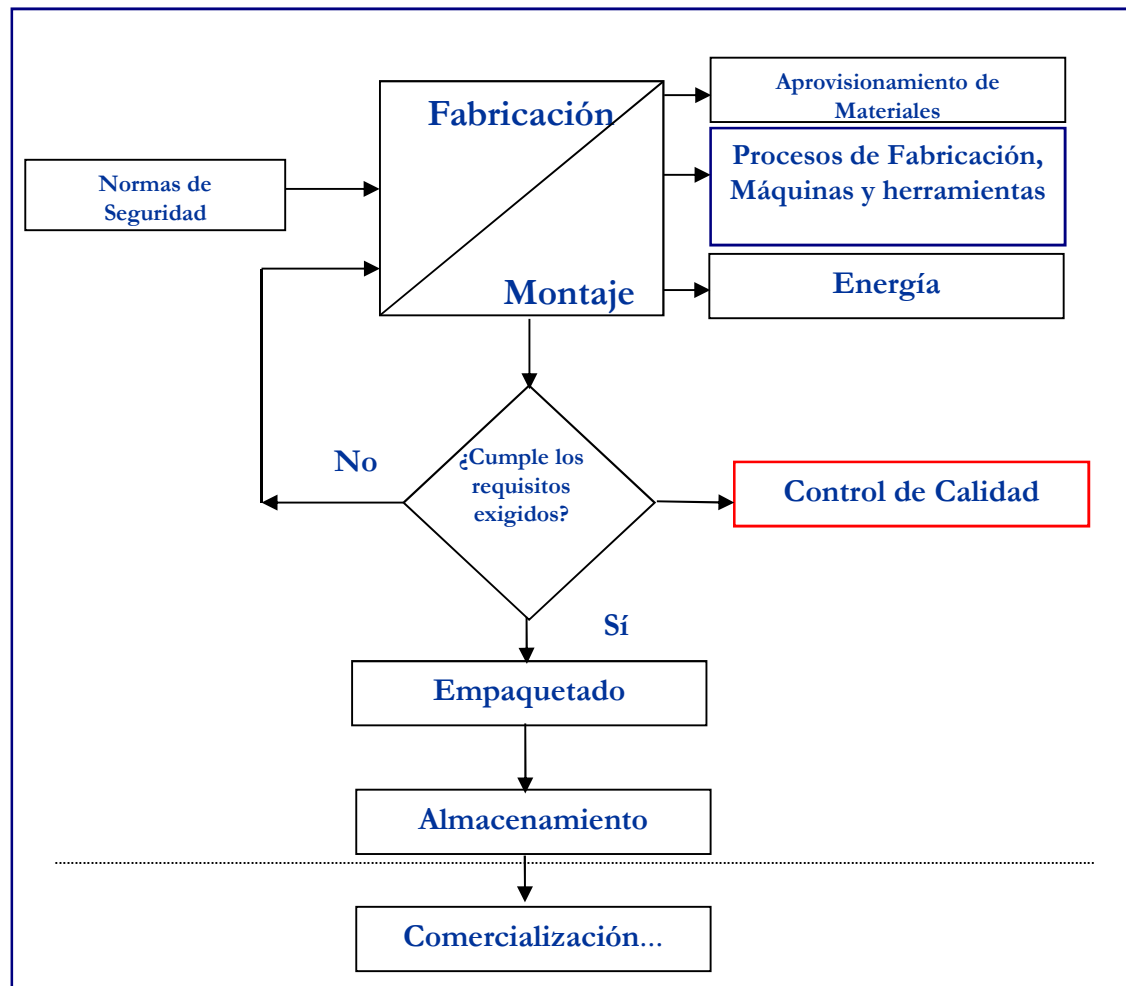 Fabricación
Montaje
Aprovisionamiento de
Materiales
Procesos de Fabricación,
Máquinas y herramientas
Energía
Normas de
Seguridad
No
¿Cumple los
requisitos
exigidos?
Control de Calidad
Sí
Empaquetado
Almacenamiento
Comercialización...